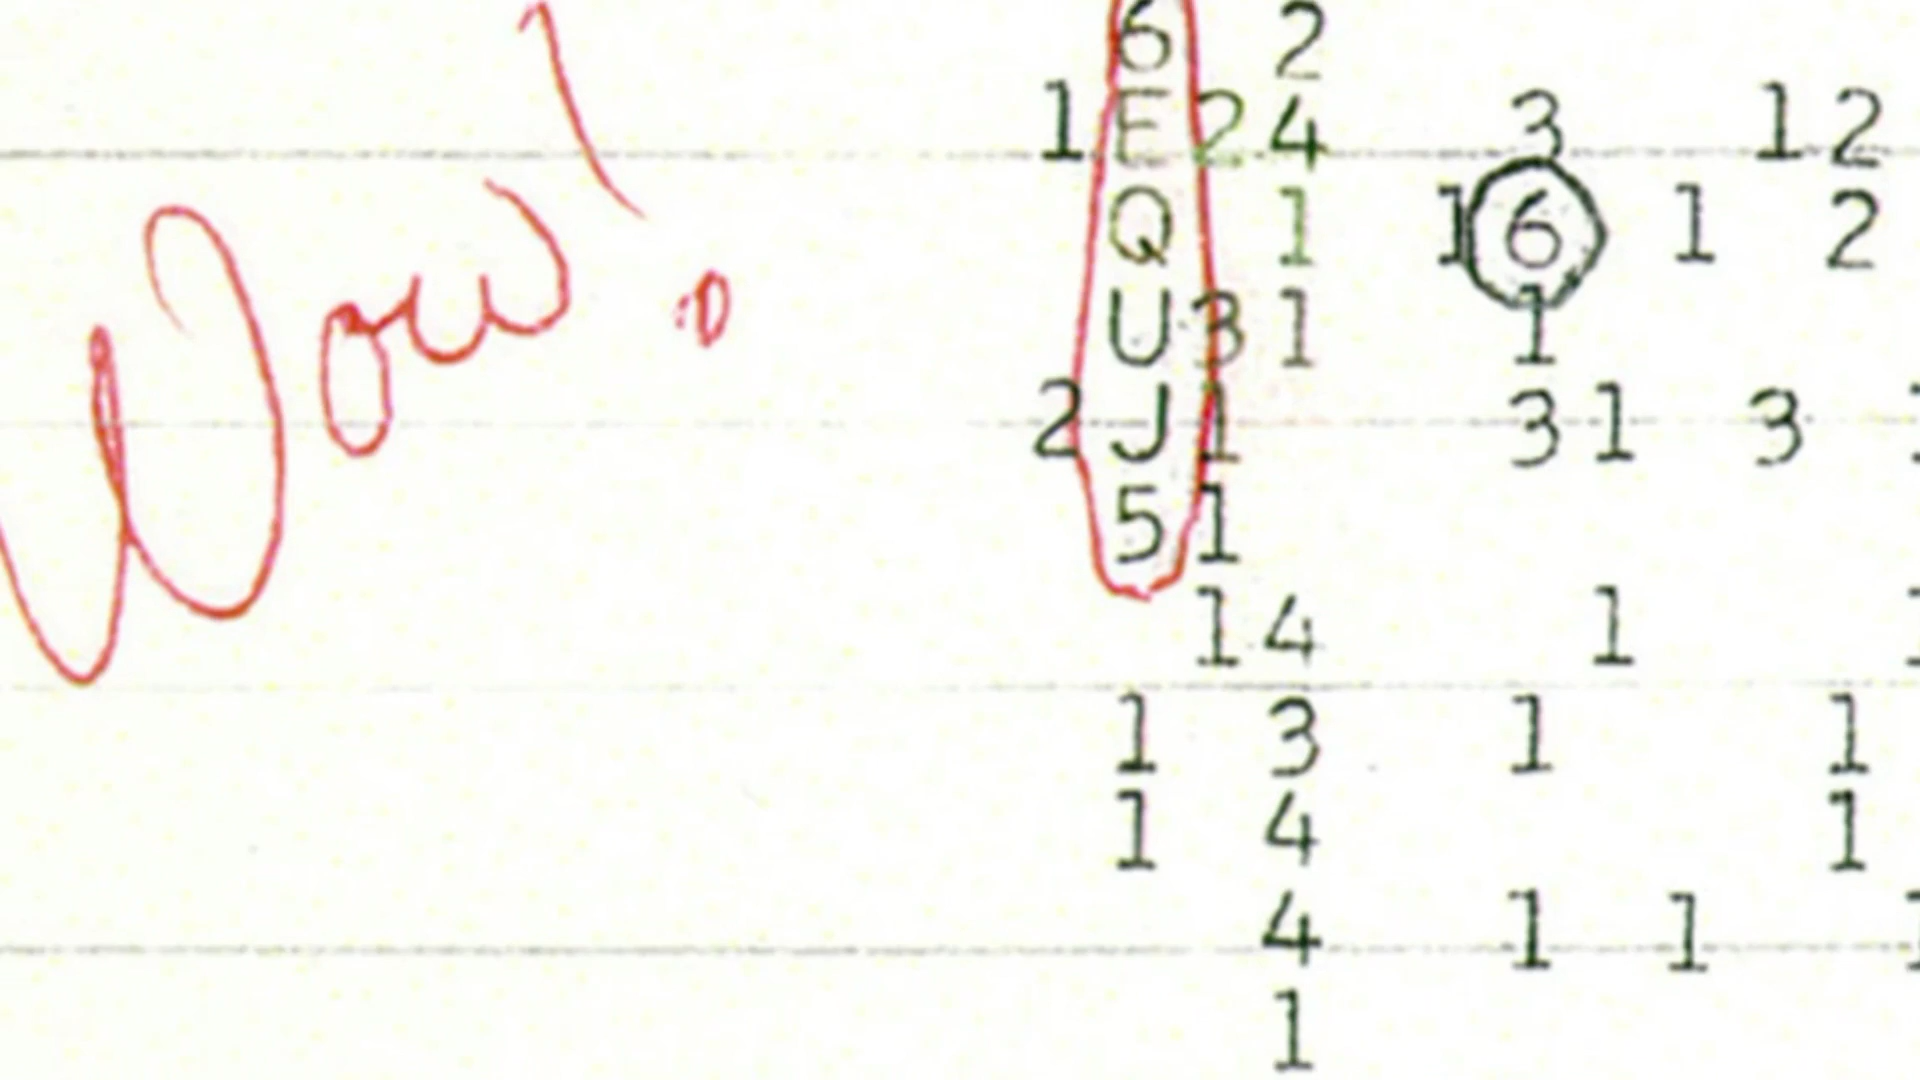 Wow!
6 2
1 E 2 4 3 1 2
Q 1 1 6 1 2
U 3 1 1
2 J 1 3 1 3
5 1
1 4 1
1 3 1 1
1 4 1
4 1 1
1